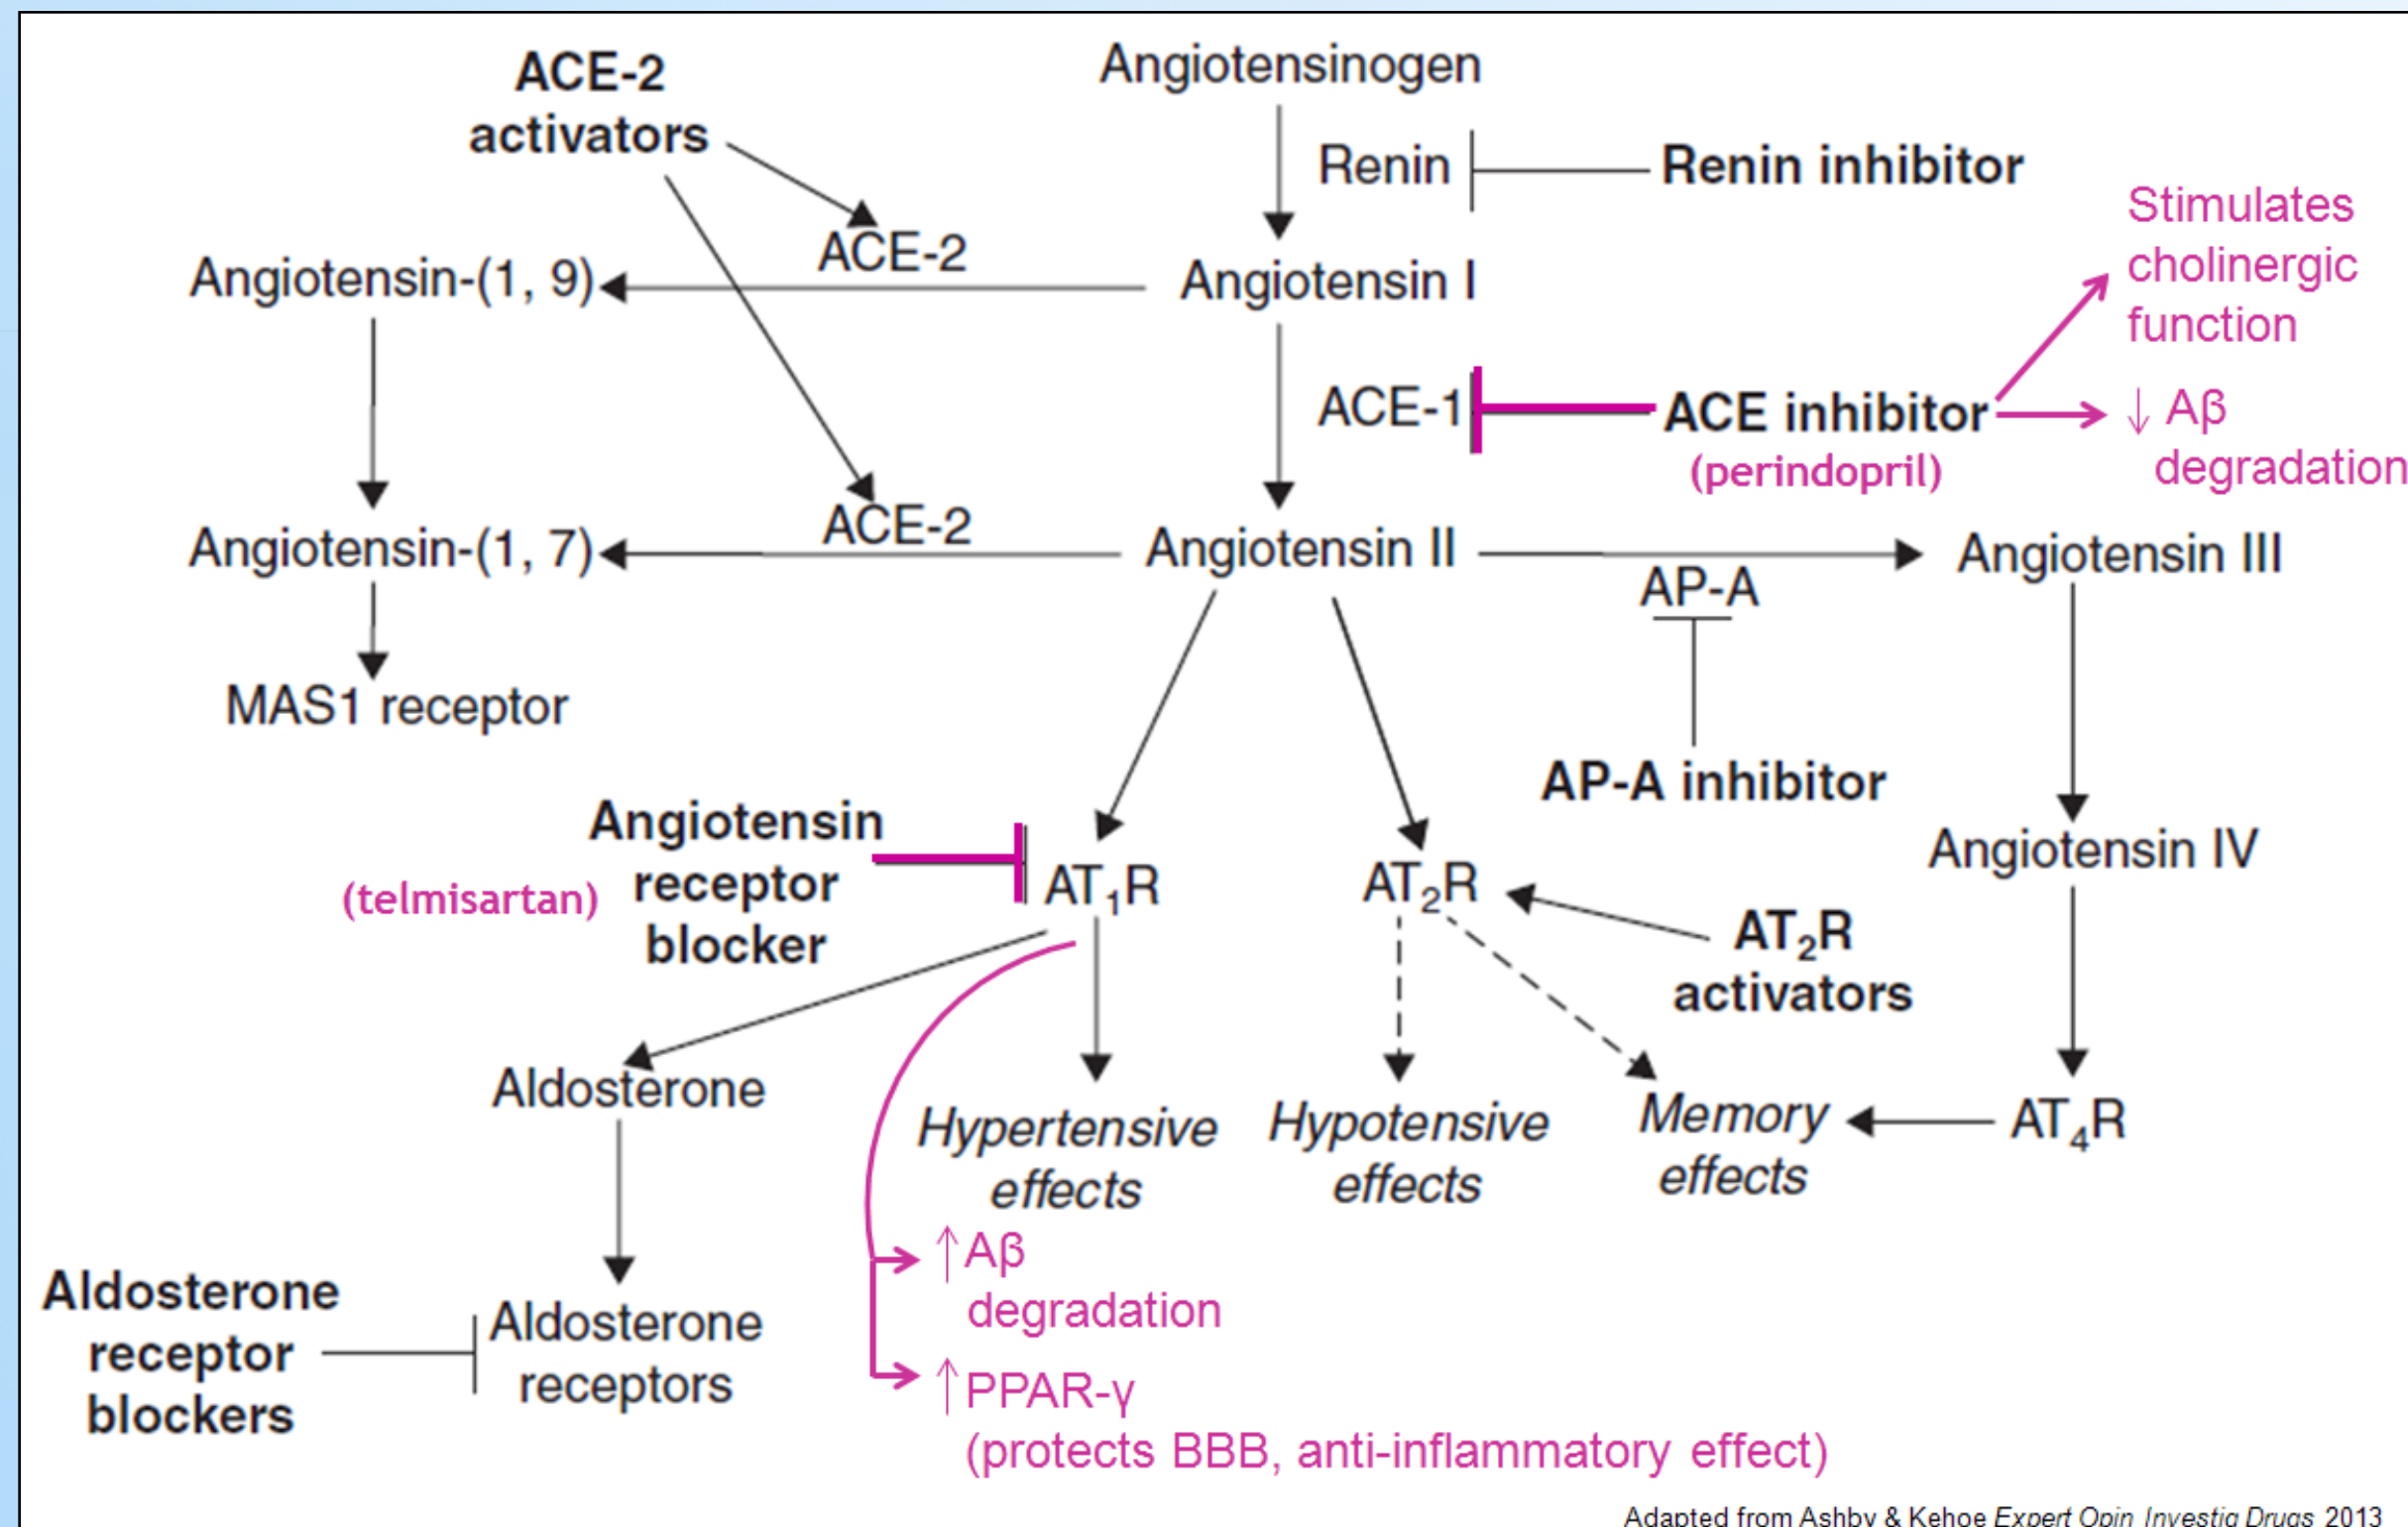 ACE-2
activators
Angiotensinogen
Renin
Renin inhibitor
Stimulates
cholinergic
function
ACE-2
Angiotensin-(1, 9)
Angiotensin I
ACE-1
ACE inhibitor
(perindopril)
↓ Aβ
degradation
ACE-2
Angiotensin-(1, 7)
Angiotensin II
Angiotensin III
AP-A
MAS1 receptor
AP-A inhibitor
Angiotensin
receptor
blocker
(telmisartan)
AT₁R
AT₂R
Angiotensin IV
AT₂R
activators
Aldosterone
Hypertensive
effects
Hypotensive
effects
Memory
effects
AT₄R
↑ Aβ
degradation
Aldosterone
receptor
blockers
Aldosterone
receptors
↑ PPAR-γ
(protects BBB, anti-inflammatory effect)
Adapted from Ashby & Kehoe Expert Opin Investig Drugs 2013